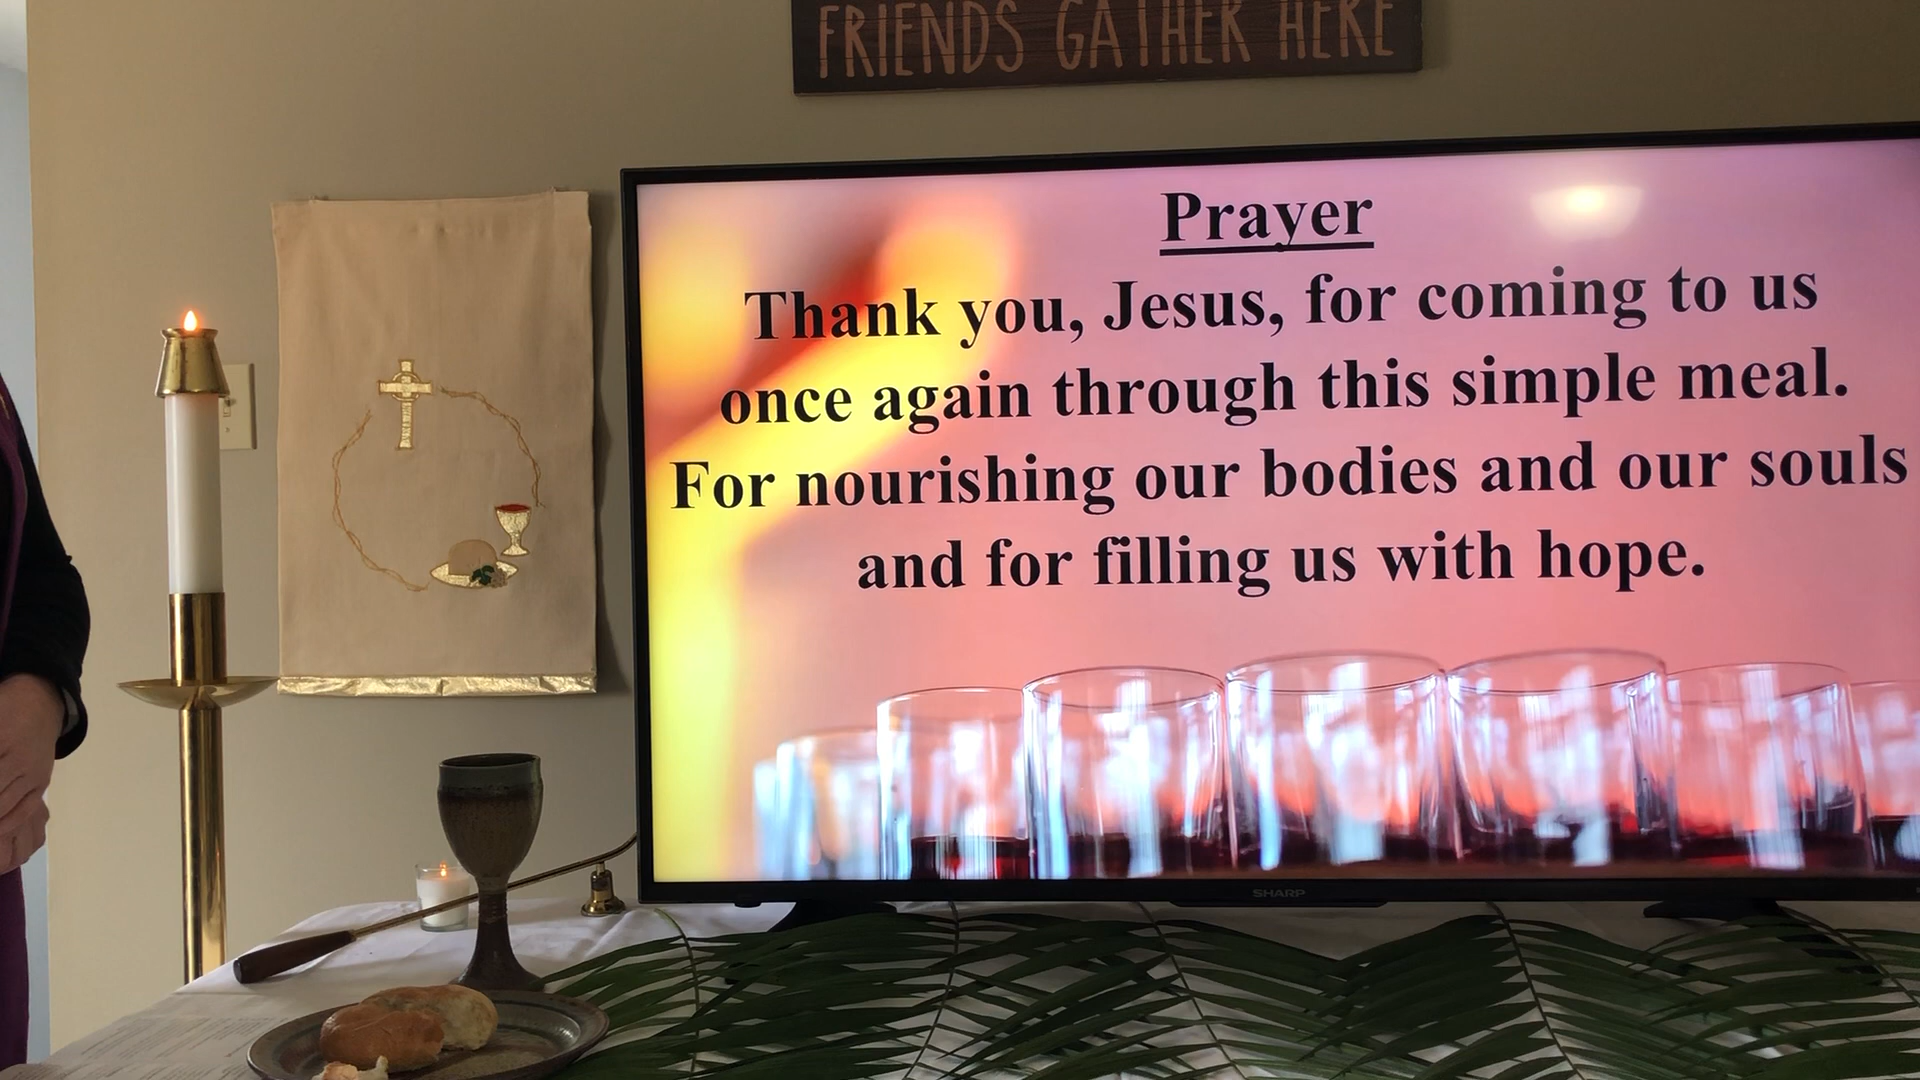 FRIENDS GATHER HERE
Prayer
Thank you, Jesus, for coming to us
once again through this simple meal.
For nourishing our bodies and our souls
and for filling us with hope.
SHARP